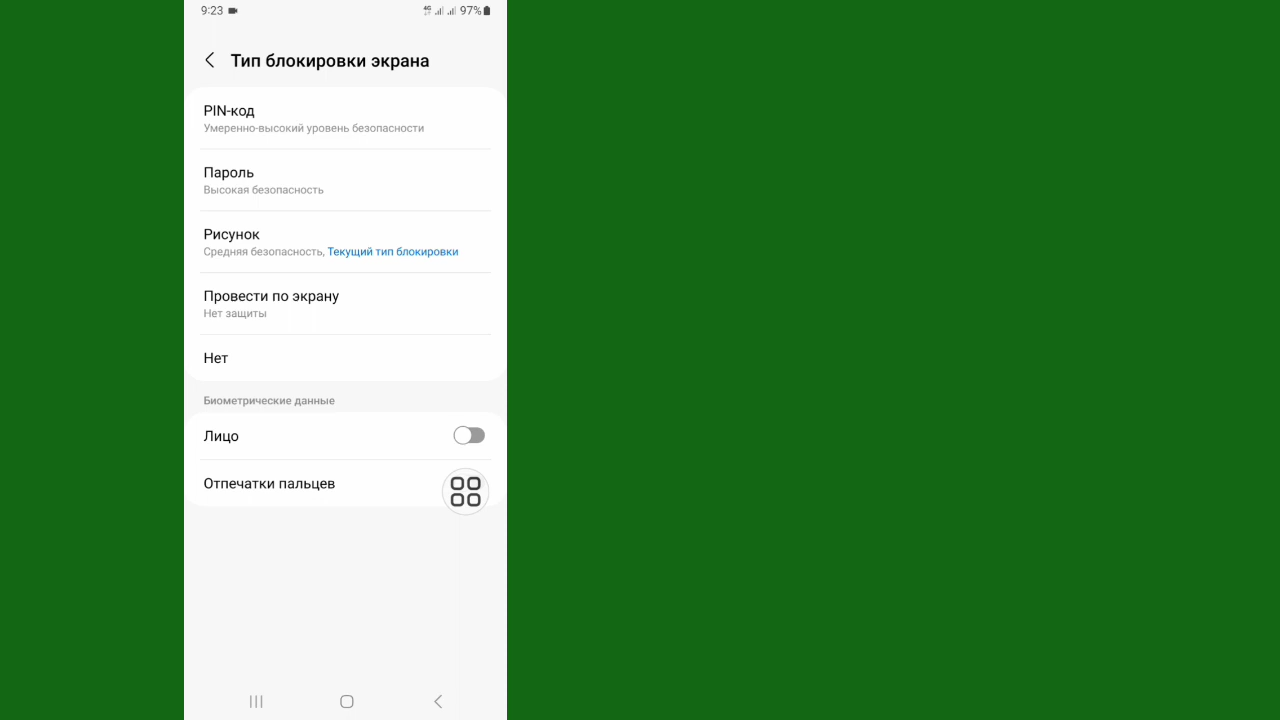 9:23 4G 97%
Тип блокировки экрана
PIN-код
Умеренно-высокий уровень безопасности
Пароль
Высокая безопасность
Рисунок
Средняя безопасность, Текущий тип блокировки
Провести по экрану
Нет защиты
Нет
Биометрические данные
Лицо
Отпечатки пальцев